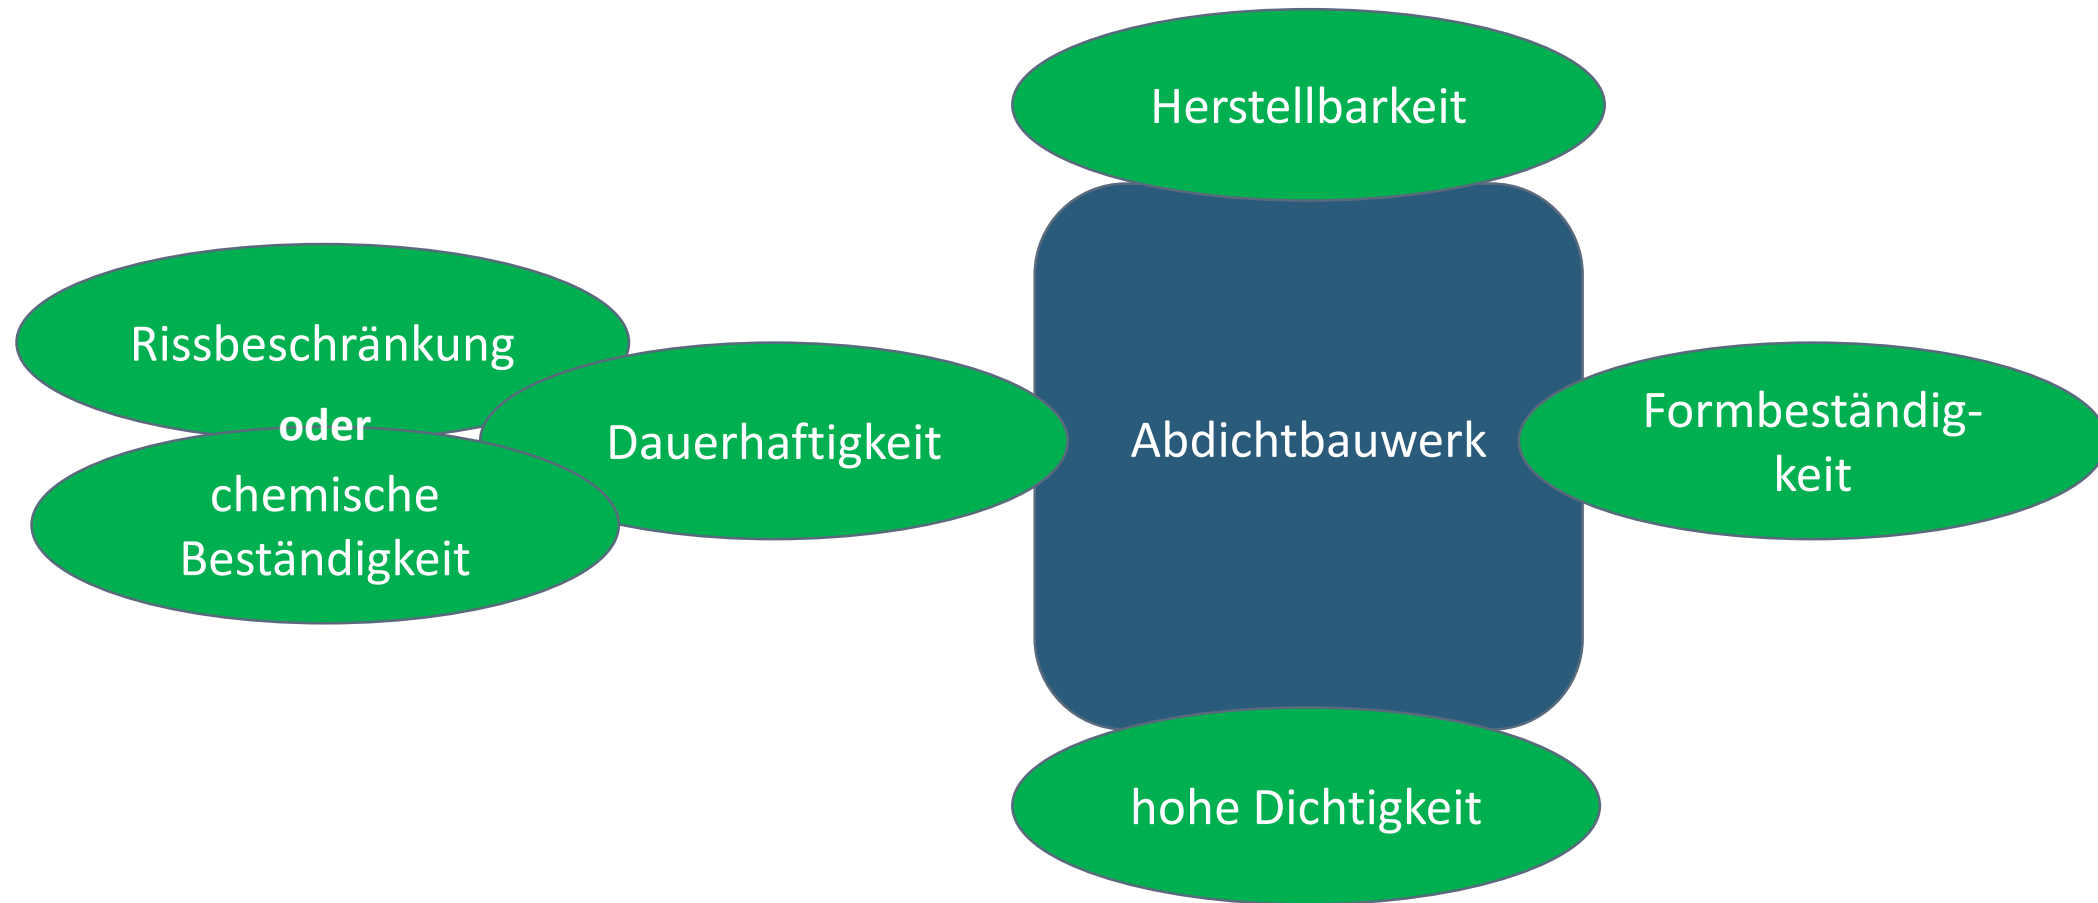 Herstellbarkeit
Rissbeschränkung
oder
chemische
Beständigkeit
Dauerhaftigkeit
Abdichtbauwerk
Formbeständig-
keit
hohe Dichtigkeit